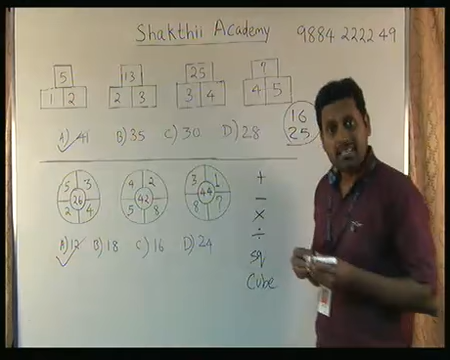 Shakthii Academy
9884 2222 49
5 13 25 ?
1 2 2 3 3 4 4 5
16
25
A) 41 B) 35 C) 30 D) 28
5 3 4 2 3 1
26 42 44
2 4 5 8 8 ?
A) 12 B) 18 C) 16 D) 24
+
−
×
÷
sq
Cube